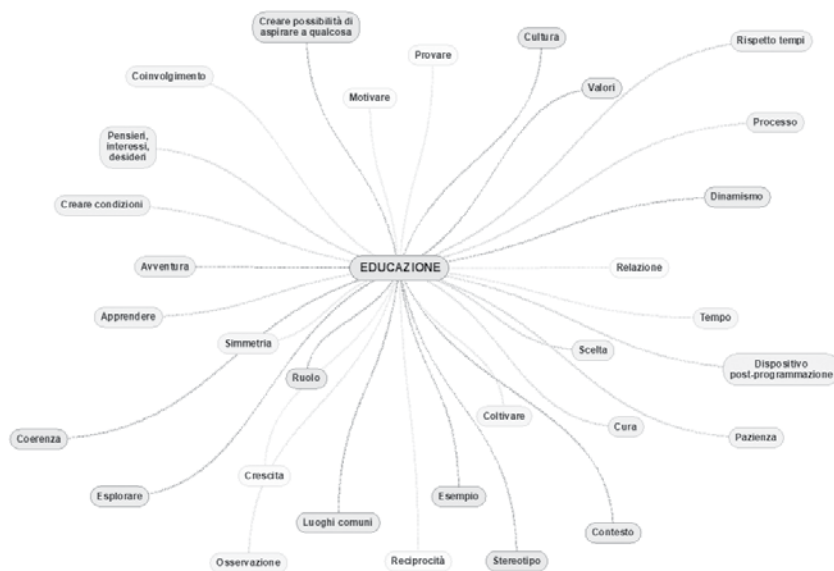 Creare possibilità di
aspirare a qualcosa
Cultura
Rispetto tempi
Provare
Coinvolgimento
Motivare
Valori
Processo
Pensieri,
interessi,
desideri
Creare condizioni
Dinamismo
Avventura
EDUCAZIONE
Relazione
Apprendere
Tempo
Simmetria
Scelta
Dispositivo
post-programmazione
Ruolo
Coltivare
Cura
Pazienza
Coerenza
Crescita
Esplorare
Esempio
Luoghi comuni
Contesto
Osservazione
Reciprocità
Stereotipo